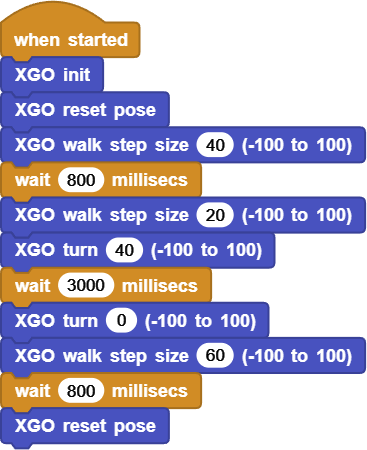 when started
XGO init
XGO reset pose
XGO walk step size 40 (-100 to 100)
wait 800 millisecs
XGO walk step size 20 (-100 to 100)
XGO turn 40 (-100 to 100)
wait 3000 millisecs
XGO turn 0 (-100 to 100)
XGO walk step size 60 (-100 to 100)
wait 800 millisecs
XGO reset pose